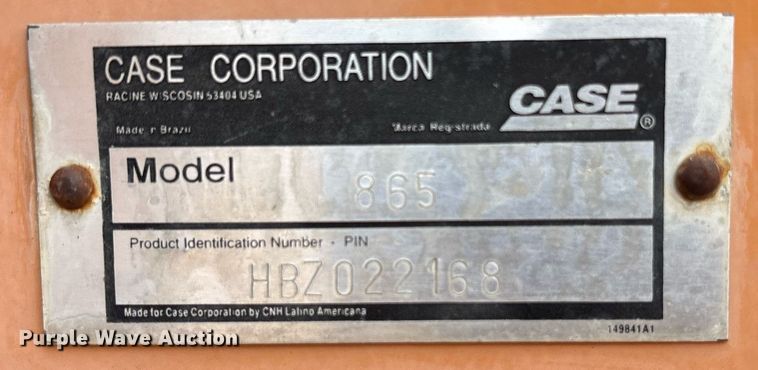 CASE CORPORATION
RACINE WISCOSIN 53404 USA
CASE ®
Made in Brazil
Marca Registrada
Model
865
Product Identification Number - PIN
HBZ022168
Made for Case Corporation by CNH Latino Americana
149841A1
Purple Wave Auction